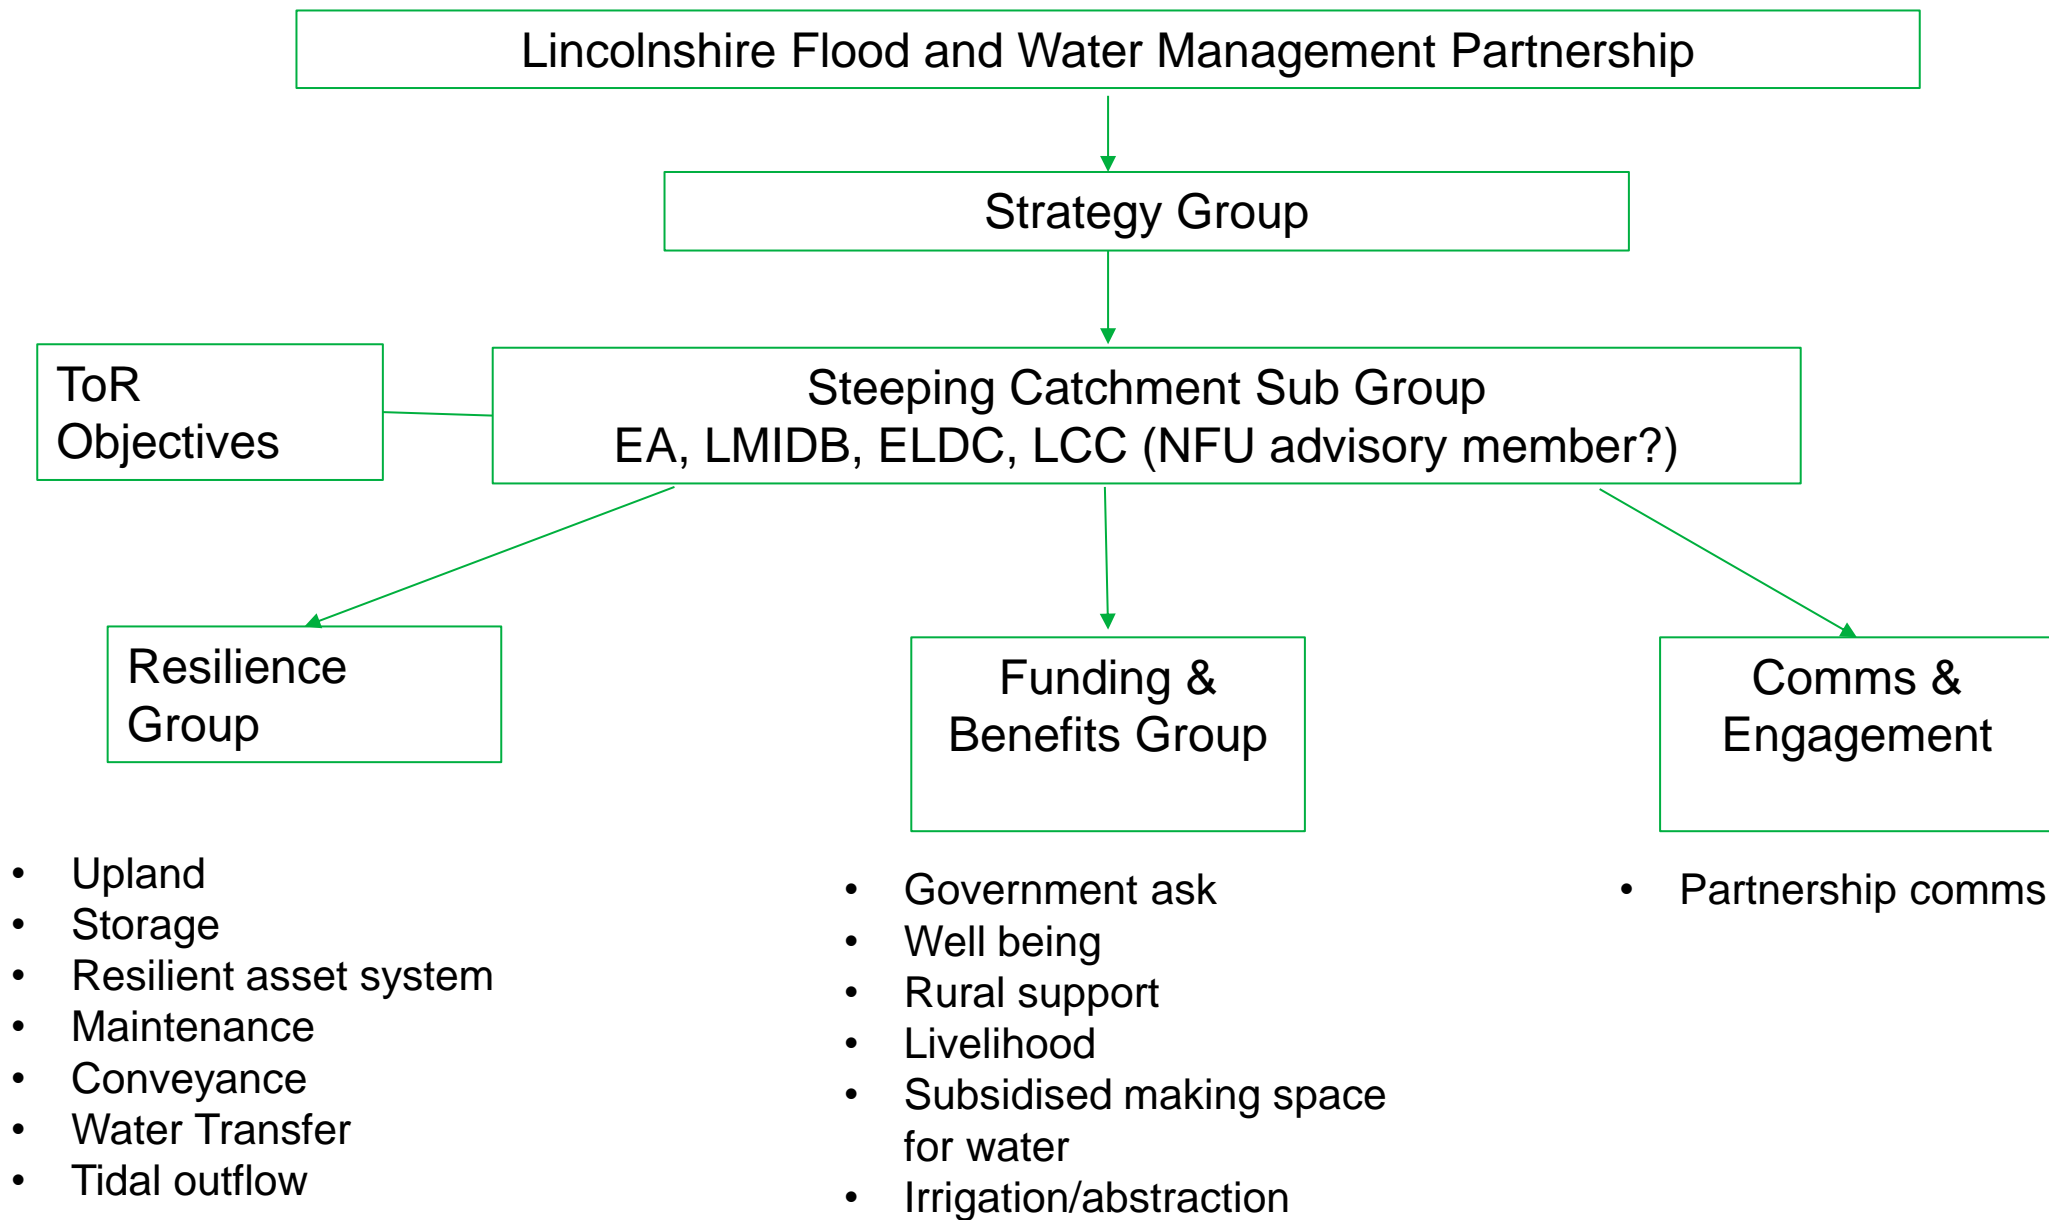 Lincolnshire Flood and Water Management Partnership
Strategy Group
ToR
Objectives
Steeping Catchment Sub Group
EA, LMIDB, ELDC, LCC (NFU advisory member?)
Resilience
Group
Funding &
Benefits Group
Comms &
Engagement
• Upland
• Storage
• Resilient asset system
• Maintenance
• Conveyance
• Water Transfer
• Tidal outflow
• Government ask
• Well being
• Rural support
• Livelihood
• Subsidised making space
for water
• Irrigation/abstraction
• Partnership comms